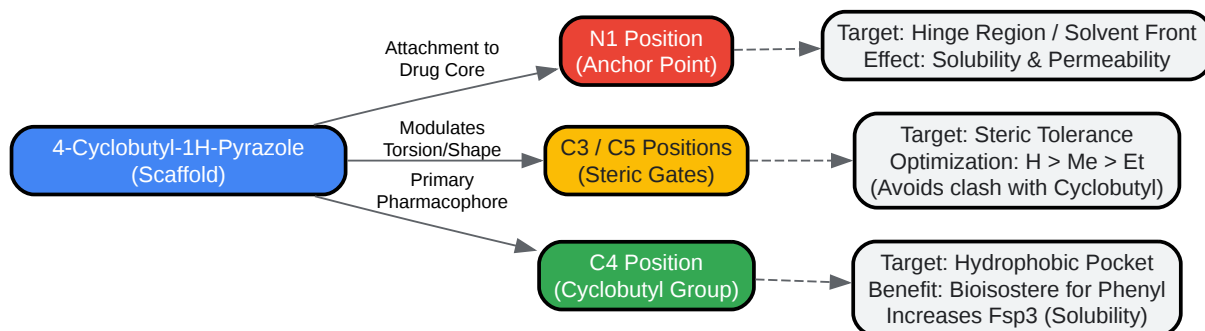 4-Cyclobutyl-1H-Pyrazole
(Scaffold)
Attachment to
Drug Core
N1 Position
(Anchor Point)
Target: Hinge Region / Solvent Front
Effect: Solubility & Permeability
Modulates
Torsion/Shape
C3 / C5 Positions
(Steric Gates)
Target: Steric Tolerance
Optimization: H > Me > Et
(Avoids clash with Cyclobutyl)
Primary
Pharmacophore
C4 Position
(Cyclobutyl Group)
Target: Hydrophobic Pocket
Benefit: Bioisostere for Phenyl
Increases Fsp3 (Solubility)